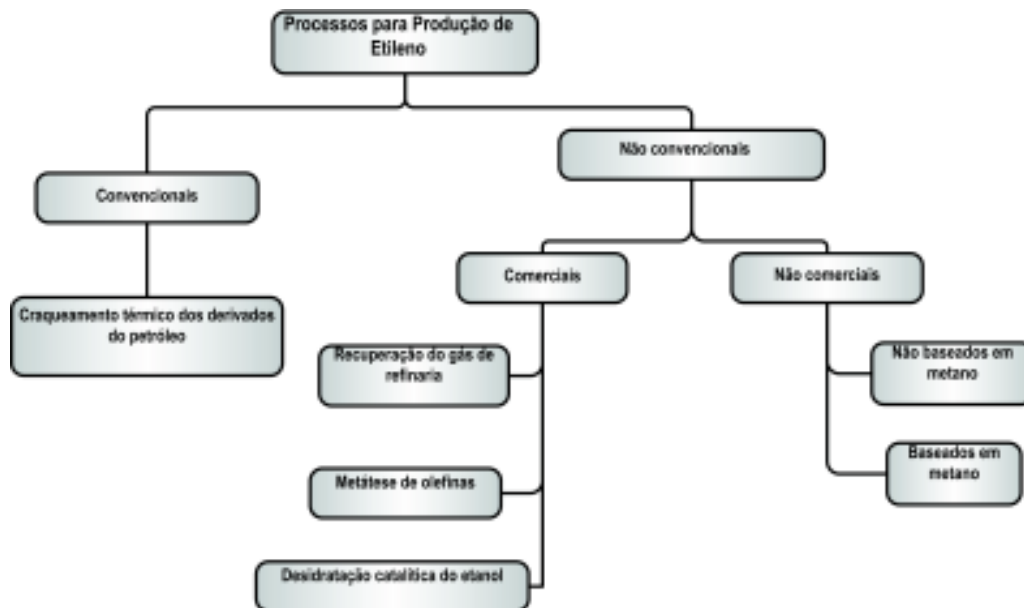 Processos para Produção de
Etileno
Não convencionais
Convencionais
Comerciais
Não comerciais
Craqueamento térmico dos derivados
do petróleo
Recuperação do gás de
refinaria
Não baseados em
metano
Baseados em
metano
Metátese de olefinas
Desidratação catalítica do etanol